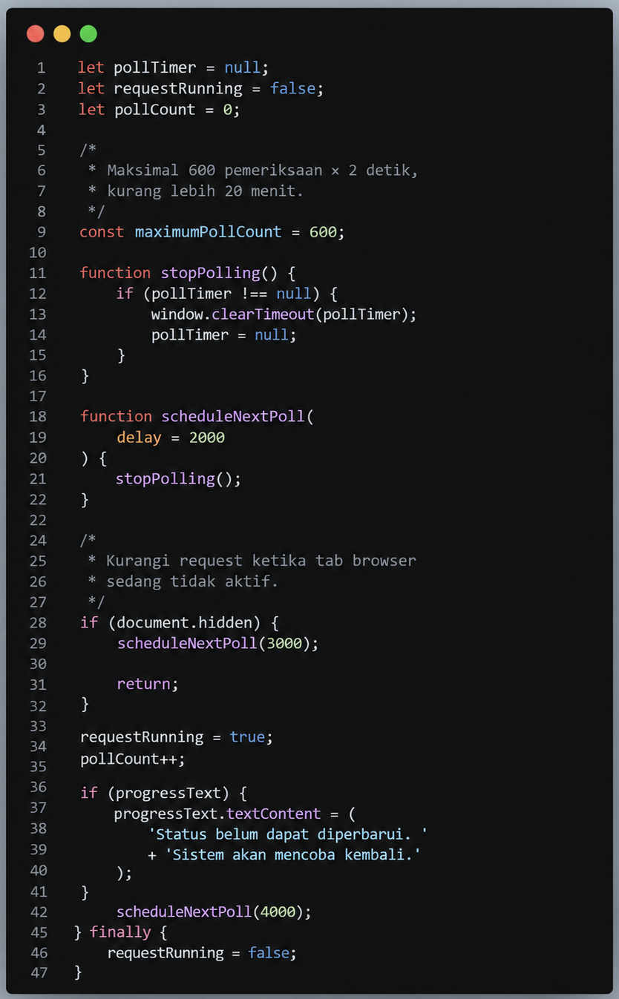 1 let pollTimer = null;
2 let requestRunning = false;
3 let pollCount = 0;
4
5 /*
6  * Maksimal 600 pemeriksaan × 2 detik,
7  * kurang lebih 20 menit.
8  */
9 const maximumPollCount = 600;
10
11 function stopPolling() {
12     if (pollTimer !== null) {
13         window.clearTimeout(pollTimer);
14         pollTimer = null;
15     }
16 }
17
18 function scheduleNextPoll(
19     delay = 2000
20 ) {
21     stopPolling();
22 }
22
24 /*
25  * Kurangi request ketika tab browser
26  * sedang tidak aktif.
27  */
28 if (document.hidden) {
29     scheduleNextPoll(3000);
30
31     return;
32 }
33
34 requestRunning = true;
35 pollCount++;
36 if (progressText) {
37     progressText.textContent = (
38         'Status belum dapat diperbarui. '
39         + 'Sistem akan mencoba kembali.'
40     );
41 }
42     scheduleNextPoll(4000);
45 } finally {
46     requestRunning = false;
47 }